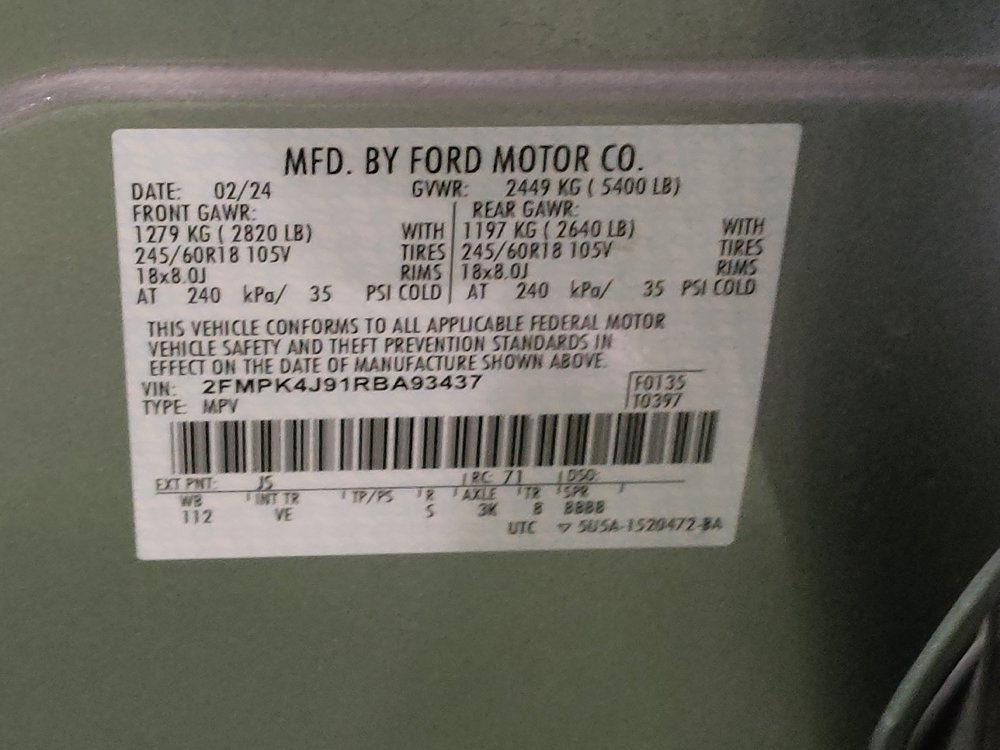 MFD. BY FORD MOTOR CO.
DATE: 02/24 GVWR: 2449 KG ( 5400 LB)
FRONT GAWR: REAR GAWR:
1279 KG ( 2820 LB) WITH 1197 KG ( 2640 LB) WITH
245/60R18 105V TIRES 245/60R18 105V TIRES
18x8.0J RIMS 18x8.0J RIMS
AT 240 kPa/ 35 PSI COLD AT 240 kPa/ 35 PSI COLD
THIS VEHICLE CONFORMS TO ALL APPLICABLE FEDERAL MOTOR
VEHICLE SAFETY AND THEFT PREVENTION STANDARDS IN
EFFECT ON THE DATE OF MANUFACTURE SHOWN ABOVE.
VIN: 2FMPK4J91RBA93437 F0135
TYPE: MPV T0397
EXT PNT: JS RC: 71 DSO:
WB INT TR TP/PS R AXLE TR SPR
112 VE S 3K 8 BBBB
UTC ▽ 5U5A-1520472-BA